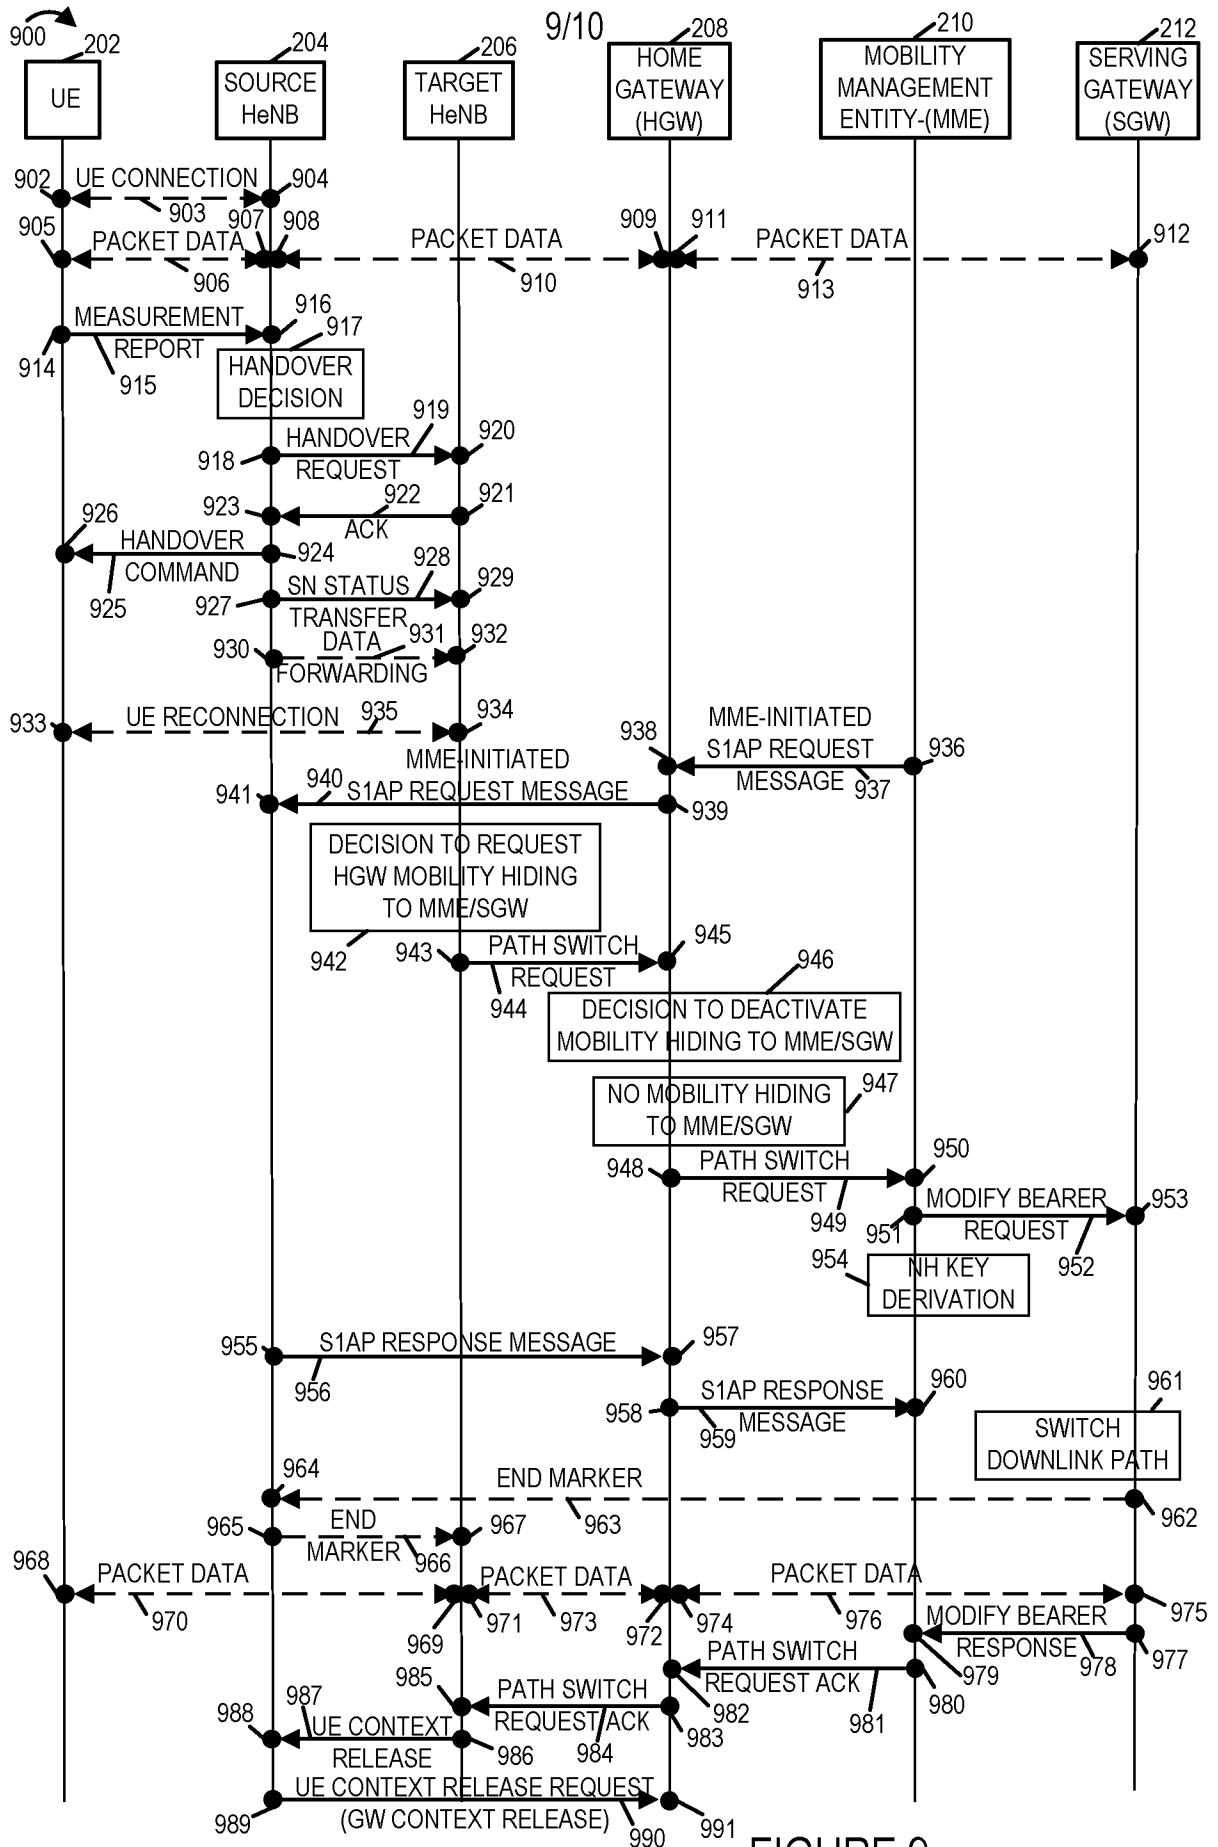 9/10
900
202
204
206
208
210
212
UE
SOURCE
HeNB
TARGET
HeNB
HOME
GATEWAY
(HGW)
MOBILITY
MANAGEMENT
ENTITY-(MME)
SERVING
GATEWAY
(SGW)
902
UE CONNECTION
903
904
905
PACKET DATA
906
907
908
PACKET DATA
910
909
911
PACKET DATA
913
912
914
MEASUREMENT
REPORT
915
916
917
HANDOVER
DECISION
918
HANDOVER
REQUEST
919
920
923
922
ACK
921
926
HANDOVER
COMMAND
925
924
927
SN STATUS
TRANSFER
928
929
930
DATA
FORWARDING
931
932
933
UE RECONNECTION
935
934
938
MME-INITIATED
S1AP REQUEST
MESSAGE
937
936
941
940
MME-INITIATED
S1AP REQUEST MESSAGE
939
DECISION TO REQUEST
HGW MOBILITY HIDING
TO MME/SGW
942
943
PATH SWITCH
REQUEST
944
945
946
DECISION TO DEACTIVATE
MOBILITY HIDING TO MME/SGW
NO MOBILITY HIDING
TO MME/SGW
947
948
PATH SWITCH
REQUEST
949
950
951
MODIFY BEARER
REQUEST
952
953
954
NH KEY
DERIVATION
955
S1AP RESPONSE MESSAGE
956
957
958
S1AP RESPONSE
MESSAGE
959
960
961
SWITCH
DOWNLINK PATH
964
END MARKER
963
962
965
END
MARKER
966
967
968
PACKET DATA
970
969
971
PACKET DATA
973
972
974
PACKET DATA
976
975
979
MODIFY BEARER
RESPONSE
978
977
982
PATH SWITCH
REQUEST ACK
981
980
985
PATH SWITCH
REQUEST ACK
984
983
988
987
UE CONTEXT
RELEASE
986
989
UE CONTEXT RELEASE REQUEST
(GW CONTEXT RELEASE)
990
991
FIGURE 9